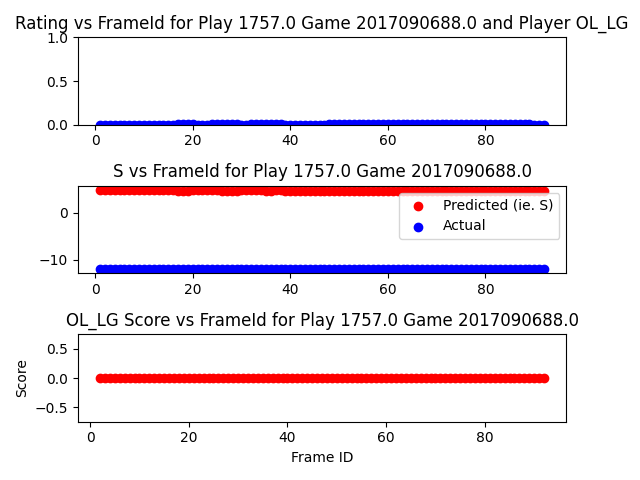 Rating vs FrameId for Play 1757.0 Game 2017090688.0 and Player OL_LG
1.0
0.5
0.0
0 20 40 60 80
S vs FrameId for Play 1757.0 Game 2017090688.0
0
−10
Predicted (ie. S)
Actual
0 20 40 60 80
OL_LG Score vs FrameId for Play 1757.0 Game 2017090688.0
Score
0.5
0.0
−0.5
0 20 40 60 80
Frame ID